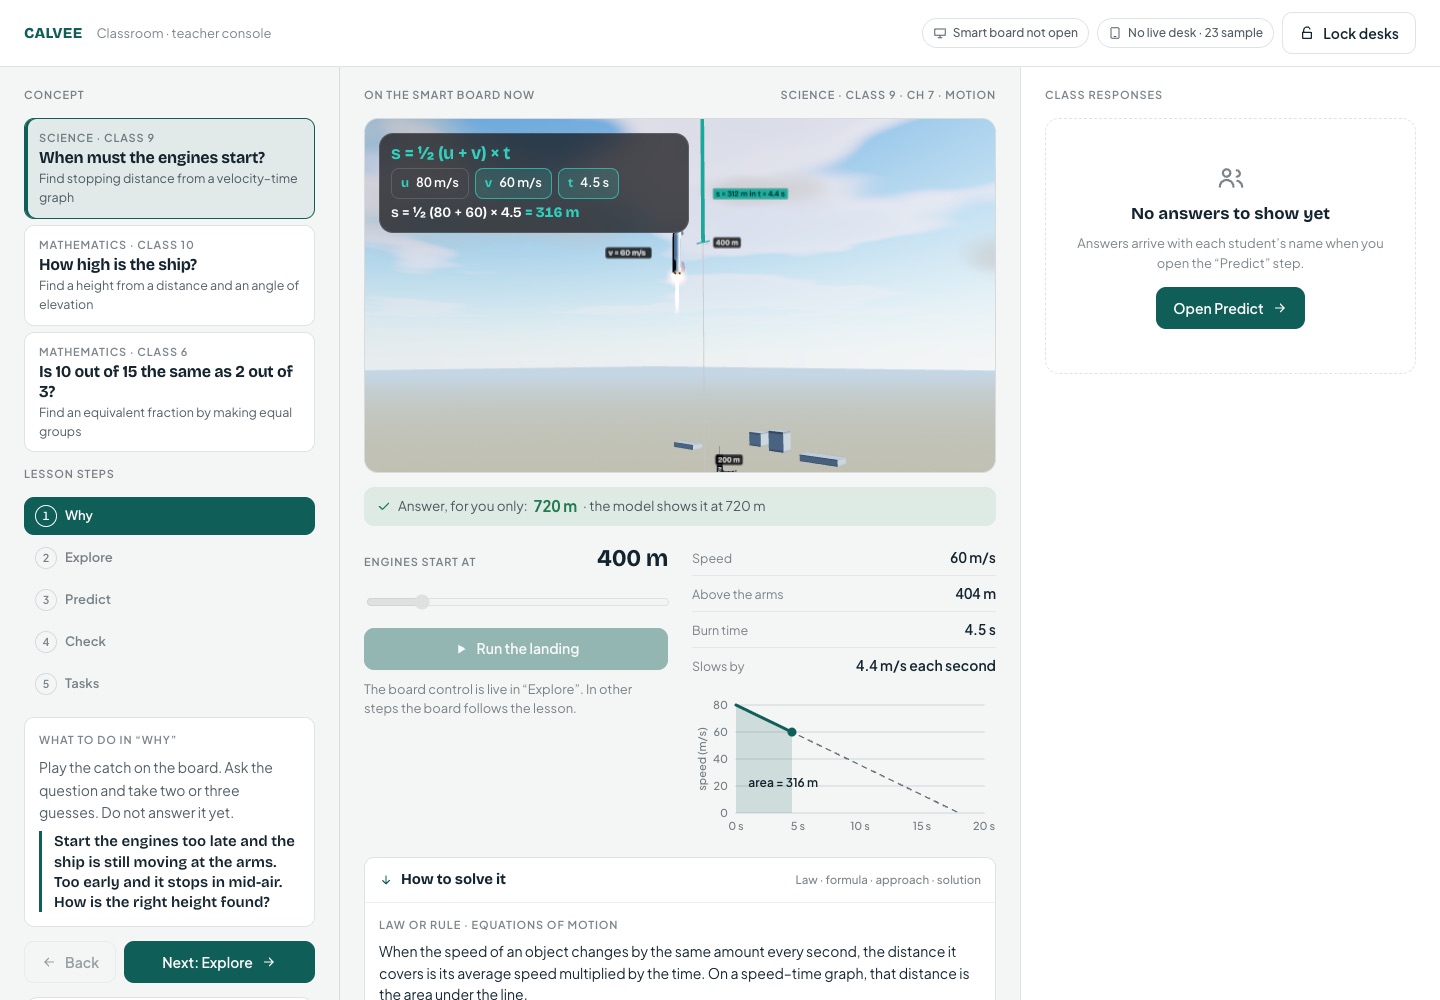 CALVEE
Classroom · teacher console
Smart board not open
No live desk · 23 sample
Lock desks
CONCEPT
SCIENCE · CLASS 9
When must the engines start?
Find stopping distance from a velocity–time
graph
MATHEMATICS · CLASS 10
How high is the ship?
Find a height from a distance and an angle of
elevation
MATHEMATICS · CLASS 6
Is 10 out of 15 the same as 2 out of
3?
Find an equivalent fraction by making equal
groups
LESSON STEPS
1 Why
2 Explore
3 Predict
4 Check
5 Tasks
WHAT TO DO IN “WHY”
Play the catch on the board. Ask the
question and take two or three
guesses. Do not answer it yet.
Start the engines too late and the
ship is still moving at the arms.
Too early and it stops in mid-air.
How is the right height found?
Back
Next: Explore
ON THE SMART BOARD NOW
SCIENCE · CLASS 9 · CH 7 · MOTION
s = ½ (u + v) × t
u 80 m/s
v 60 m/s
t 4.5 s
s = ½ (80 + 60) × 4.5 = 316 m
s = 312 m in t = 4.4 s
400 m
v = 60 m/s
200 m
Answer, for you only: 720 m · the model shows it at 720 m
ENGINES START AT
400 m
Run the landing
The board control is live in “Explore”. In other
steps the board follows the lesson.
Speed 60 m/s
Above the arms 404 m
Burn time 4.5 s
Slows by 4.4 m/s each second
speed (m/s)
80
60
40
20
0
area = 316 m
0 s 5 s 10 s 15 s 20 s
How to solve it
Law · formula · approach · solution
LAW OR RULE · EQUATIONS OF MOTION
When the speed of an object changes by the same amount every second, the distance it
covers is its average speed multiplied by the time. On a speed–time graph, that distance is
the area under the line.
CLASS RESPONSES
No answers to show yet
Answers arrive with each student’s name when you
open the “Predict” step.
Open Predict